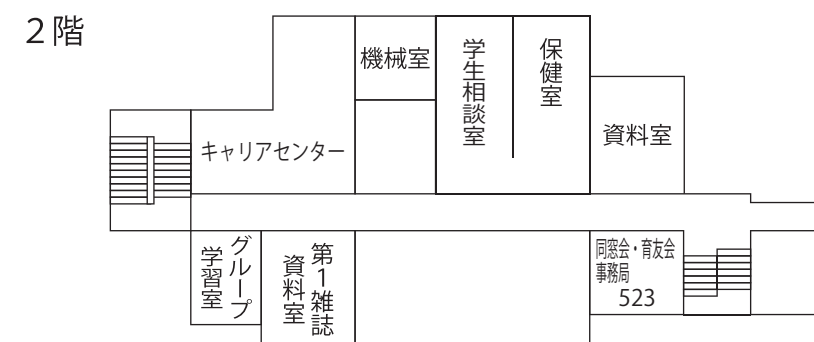 ２階
機械室
学生相談室
保健室
資料室
キャリアセンター
グループ
学習室
第１雑誌
資料室
同窓会・育友会
事務局
523